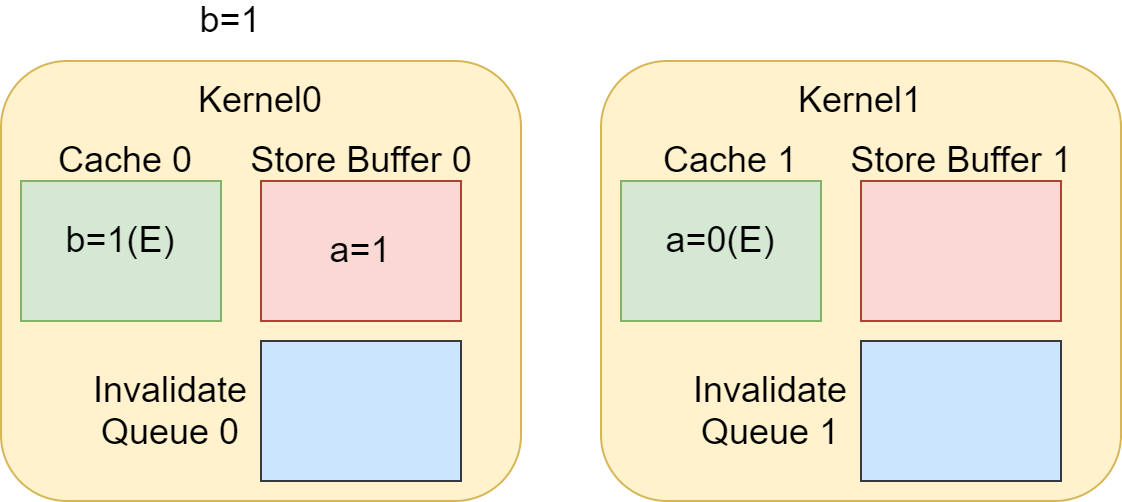 b=1
Kernel0
Cache 0
Store Buffer 0
b=1(E)
a=1
Invalidate
Queue 0
Kernel1
Cache 1
Store Buffer 1
a=0(E)
Invalidate
Queue 1